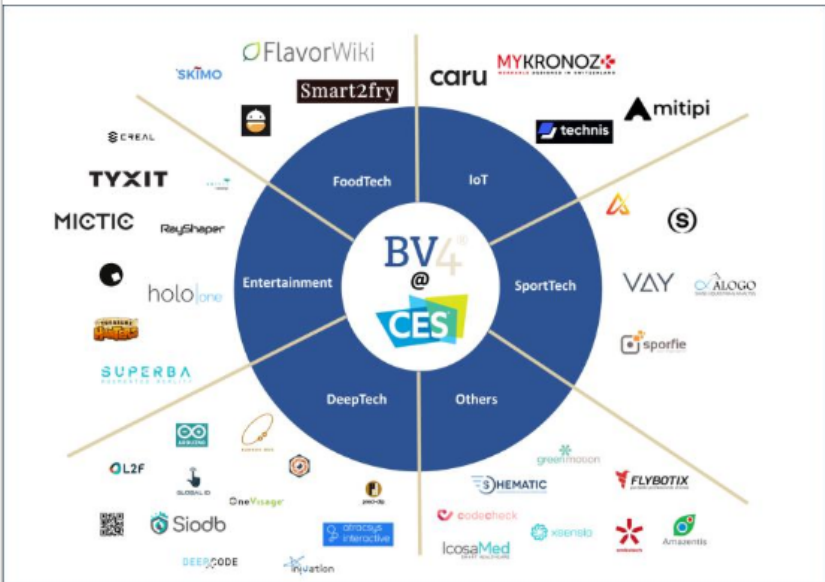 SKIMO
FlavorWiki
Smart2fry
caru
MYKRONOZ
technis
mitipi
CREAL
TYXIT
MICTIC
RayShaper
holo|one
SUPERBA
FoodTech
IoT
Entertainment
SportTech
DeepTech
Others
BV4®
@
CES
S
VAY
ALOGO
sporfie
ARDUINO
L2F
GLOBAL ID
OneVisage
Siodb
atracsys
interactive
DEEPCODE
greenmotion
SHEMATIC
FLYBOTIX
codecheck
xsensio
IcosaMed
Amazentis